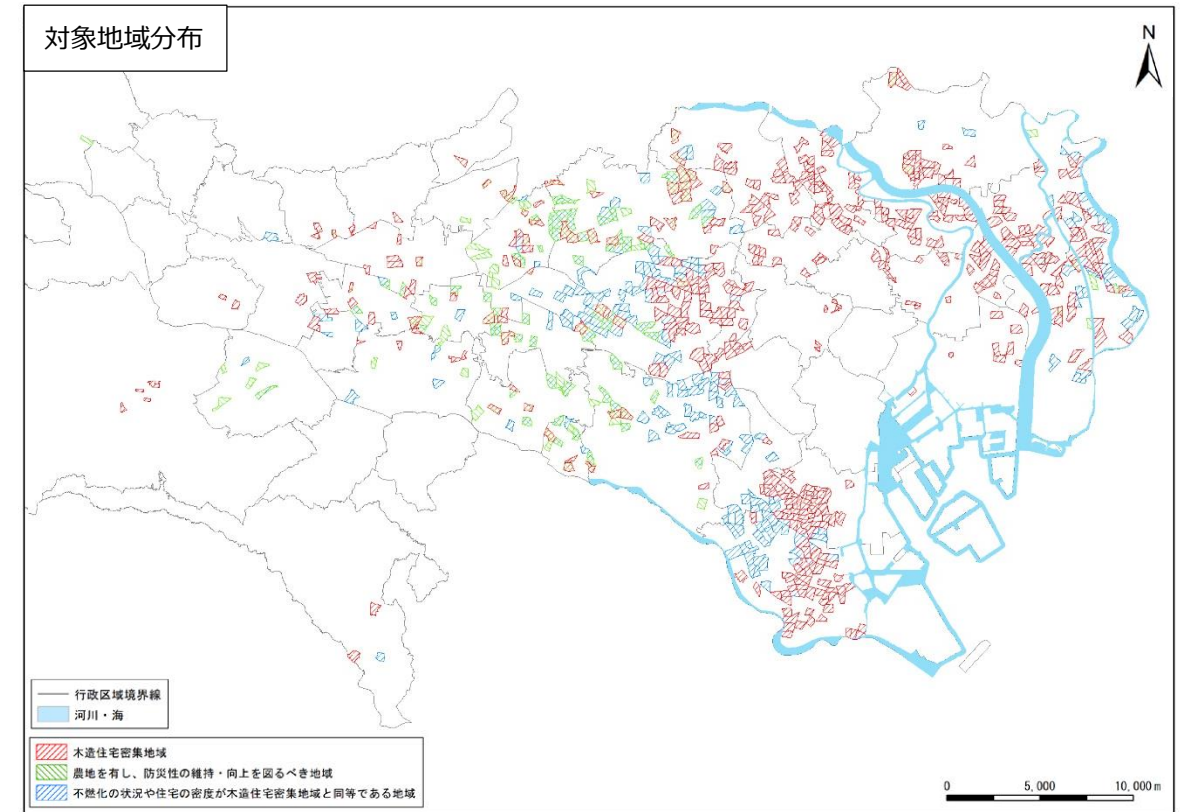 対象地域分布
N
行政区域境界線
河川・海
木造住宅密集地域
農地を有し、防災性の維持・向上を図るべき地域
不燃化の状況や住宅の密度が木造住宅密集地域と同等である地域
0 5,000 10,000 m